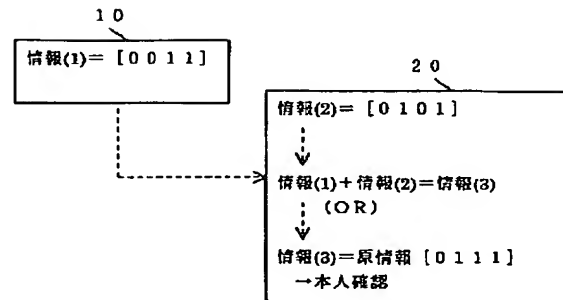 10
情報(1)= [0011]
20
情報(2)= [0101]
情報(1)+情報(2)=情報(3)
(OR)
情報(3)=原情報 [0111]
→本人確認